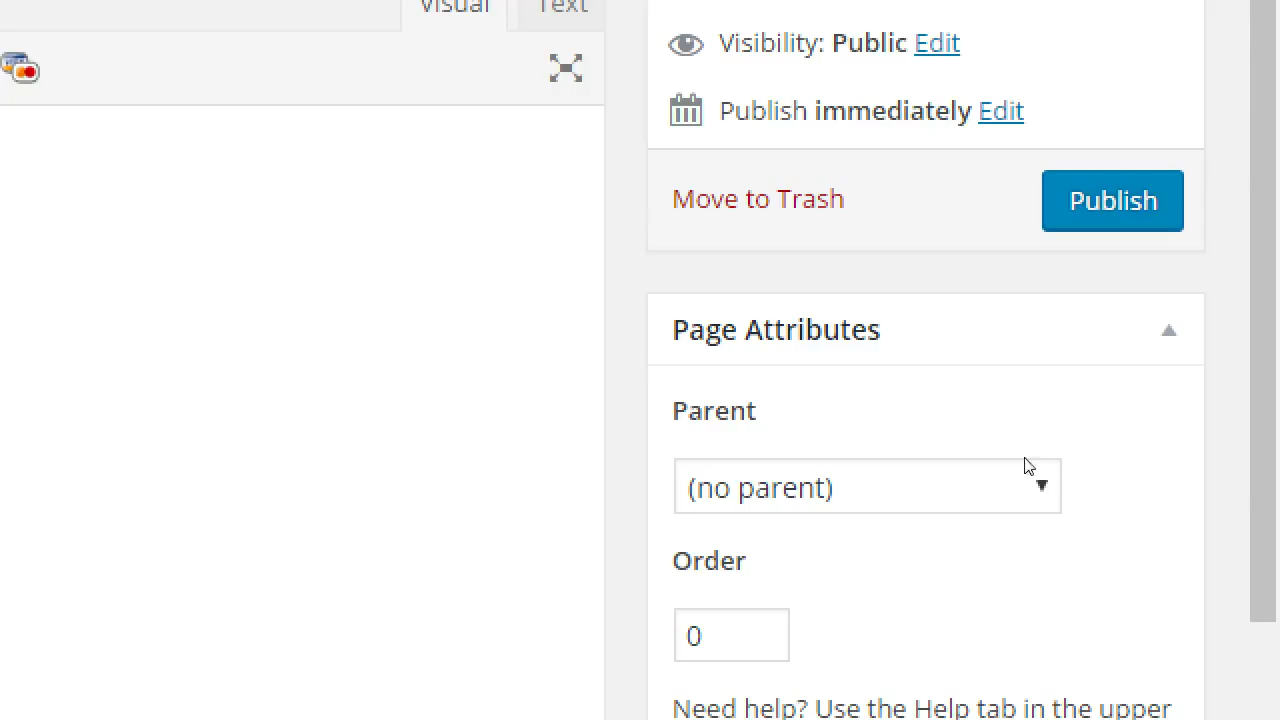 Visual Text
Visibility: Public Edit
Publish immediately Edit
Move to Trash Publish
Page Attributes
Parent
(no parent)
Order
0
Need help? Use the Help tab in the upper